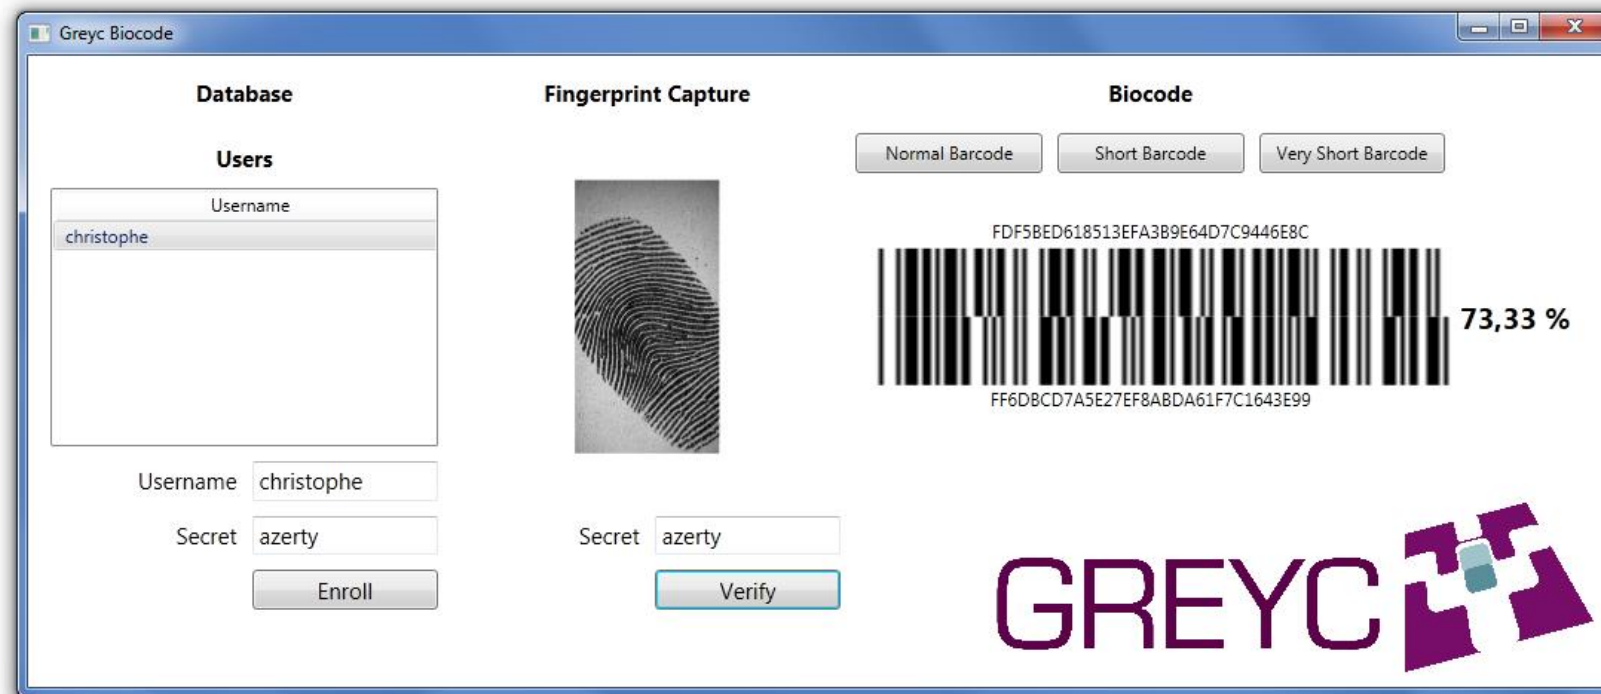 Greyc Biocode
Database
Users
Username
christophe
Username christophe
Secret azerty
Enroll
Fingerprint Capture
Secret azerty
Verify
Biocode
Normal Barcode Short Barcode Very Short Barcode
FDF5BED618513EFA3B9E64D7C9446E8C
73,33 %
FF6DBCD7A5E27EF8ABDA61F7C1643E99
GREYC